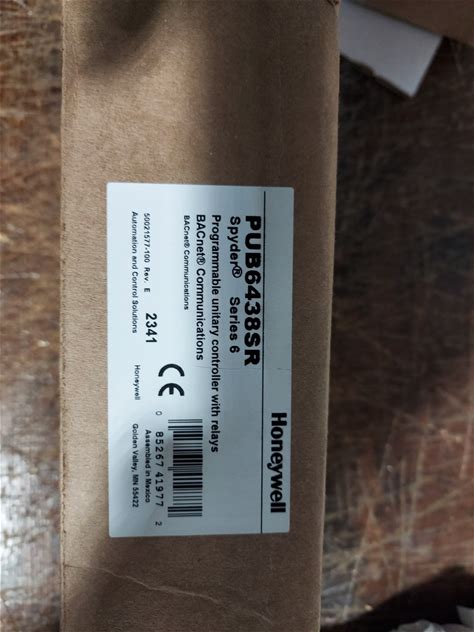 Honeywell
PUB6438SR
Spyder® Series 6
Programmable unitary controller with relays
BACnet® Communications
BACnet® Communications
50021577-100 Rev. E
Automation and Control Solutions
2341
Honeywell
CE
0 85267 41977 2
Assembled in Mexico
Golden Valley, MN 55422